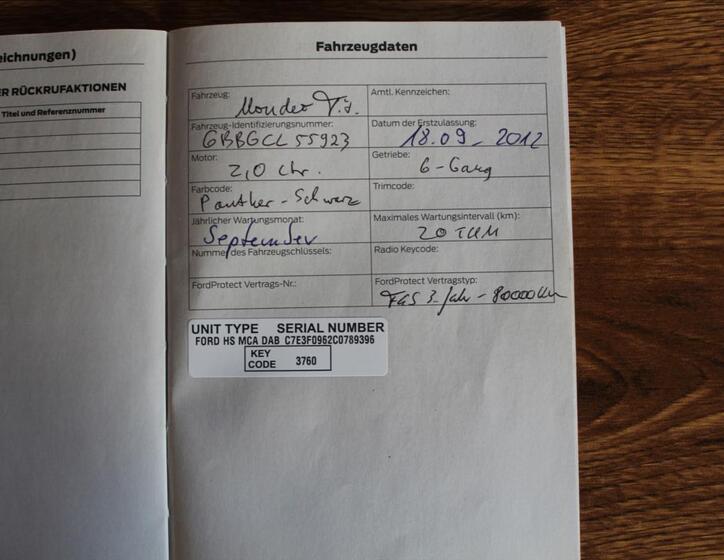 eichnungen)
R RÜCKRUFAKTIONEN
Titel und Referenznummer
Fahrzeugdaten
Fahrzeug: Mondeo T.i.
Amtl. Kennzeichen:
Fahrzeug-Identifizierungsnummer: GBBGCL55923
Datum der Erstzulassung: 18.09. 2012
Motor: 2,0 ltr.
Getriebe: 6-Gang
Farbcode: Panther-Schwarz
Trimcode:
Jährlicher Wartungsmonat: September
Maximales Wartungsintervall (km): 20 TKM
Nummer des Fahrzeugschlüssels:
Radio Keycode:
FordProtect Vertrags-Nr.:
FordProtect Vertragstyp: FGS 3. Jahr - 80000 km
UNIT TYPE SERIAL NUMBER
FORD HS MCA DAB C7E3F0962C0789396
KEY CODE 3760